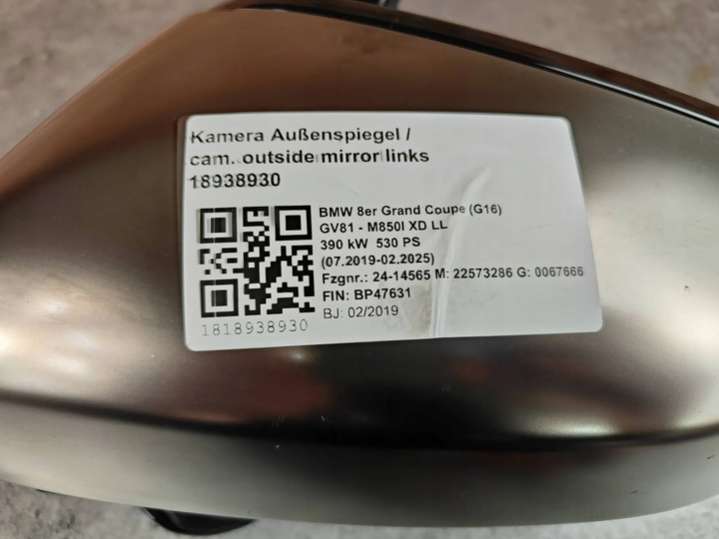 Kamera Außenspiegel /
cam. outside mirror links
18938930
BMW 8er Grand Coupe (G16)
GV81 - M850I XD LL
390 kW 530 PS
(07.2019-02.2025)
Fzgnr.: 24-14565 M: 22573286 G: 0067666
FIN: BP47631
BJ: 02/2019
1818938930